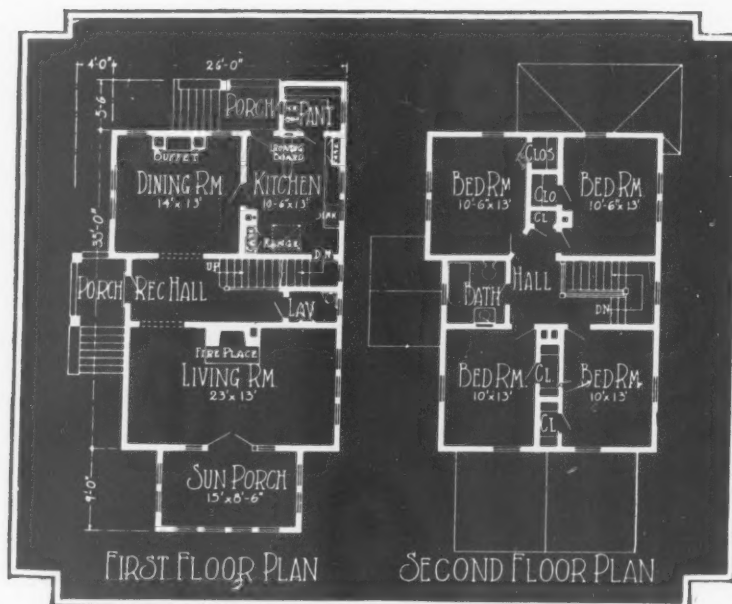 4'-0"
26'-0"
5'-6
PORCH
PANT.
BUFFET
IRONING
BOARD
DINING RM.
14' x 13'
KITCHEN
10'-6" x 13'
SINK
CASE
RANGE
33'-0"
UP
DN
PORCH
REC. HALL
LAV.
FIRE PLACE
LIVING RM.
23' x 13'
SUN PORCH
15' x 8'-6"
9'-0"
FIRST FLOOR PLAN
CLOS
BED RM.
10'-6" x 13'
CLO
BED RM.
10'-6" x 13'
CL
HALL
BATH
DN.
BED RM.
10' x 13'
CL
BED RM.
10' x 13'
CL
SECOND FLOOR PLAN